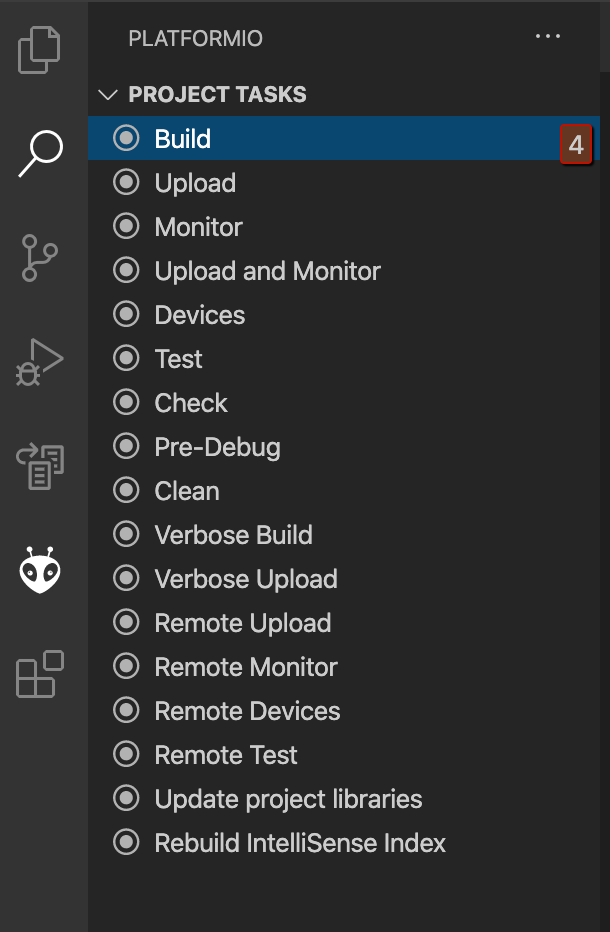 PLATFORMIO
PROJECT TASKS
Build 4
Upload
Monitor
Upload and Monitor
Devices
Test
Check
Pre-Debug
Clean
Verbose Build
Verbose Upload
Remote Upload
Remote Monitor
Remote Devices
Remote Test
Update project libraries
Rebuild IntelliSense Index